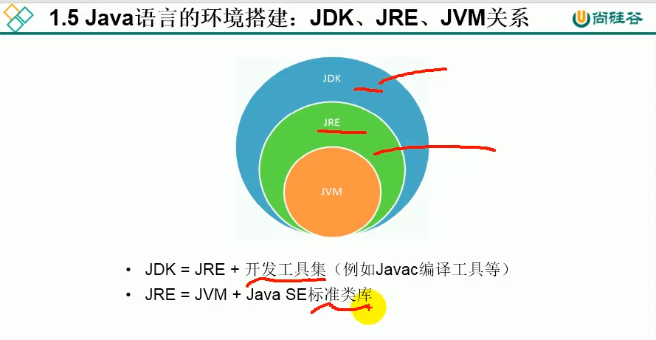 1.5 Java语言的环境搭建：JDK、JRE、JVM关系
尚硅谷
JDK
JRE
JVM
• JDK = JRE + 开发工具集（例如Javac编译工具等）
• JRE = JVM + Java SE标准类库